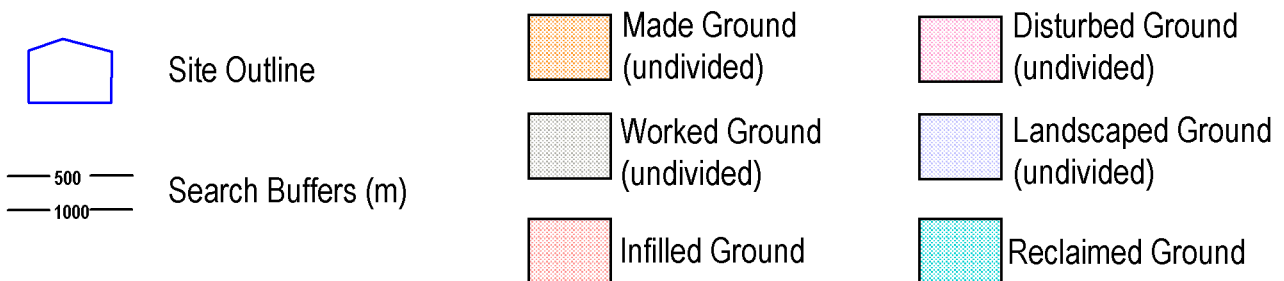 Site Outline
500
1000
Search Buffers (m)
Made Ground
(undivided)
Worked Ground
(undivided)
Infilled Ground
Disturbed Ground
(undivided)
Landscaped Ground
(undivided)
Reclaimed Ground